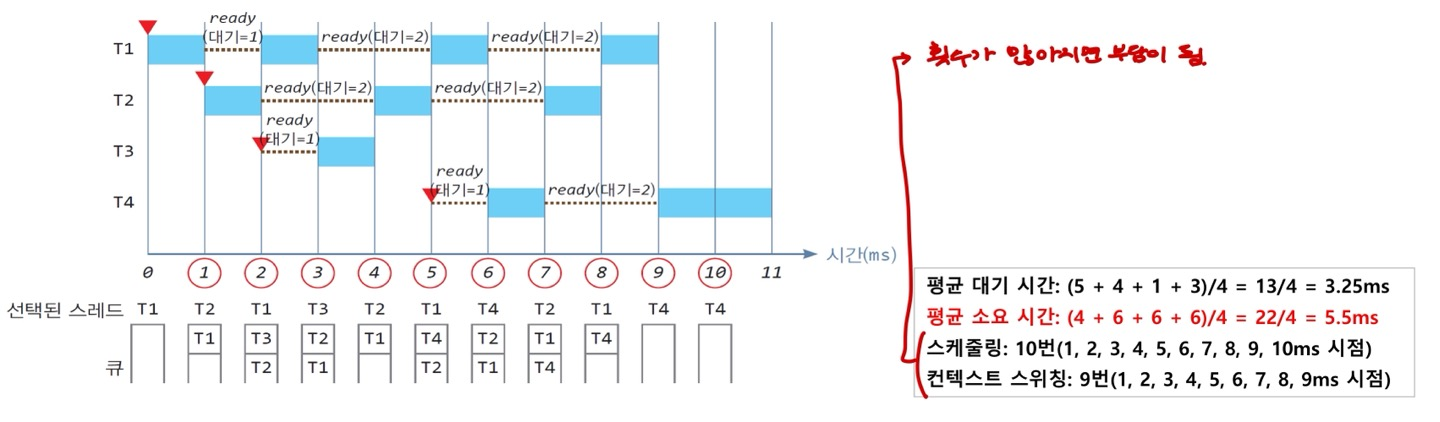 ready
(대기=1)
T1
ready(대기=2)
ready(대기=2)
T2
ready(대기=2)
ready(대기=2)
ready
(대기=1)
T3
ready
(대기=1)
ready(대기=2)
T4
시간(ms)
0 1 2 3 4 5 6 7 8 9 10 11
선택된 스레드 T1 T2 T1 T3 T2 T1 T4 T2 T1 T4 T4
T1 T3 T2 T1 T4 T2 T1 T4
큐 T2 T1 T2 T1 T4
횟수가 많아지면 부담이 됨
평균 대기 시간: (5 + 4 + 1 + 3)/4 = 13/4 = 3.25ms
평균 소요 시간: (4 + 6 + 6 + 6)/4 = 22/4 = 5.5ms
스케줄링: 10번(1, 2, 3, 4, 5, 6, 7, 8, 9, 10ms 시점)
컨텍스트 스위칭: 9번(1, 2, 3, 4, 5, 6, 7, 8, 9ms 시점)